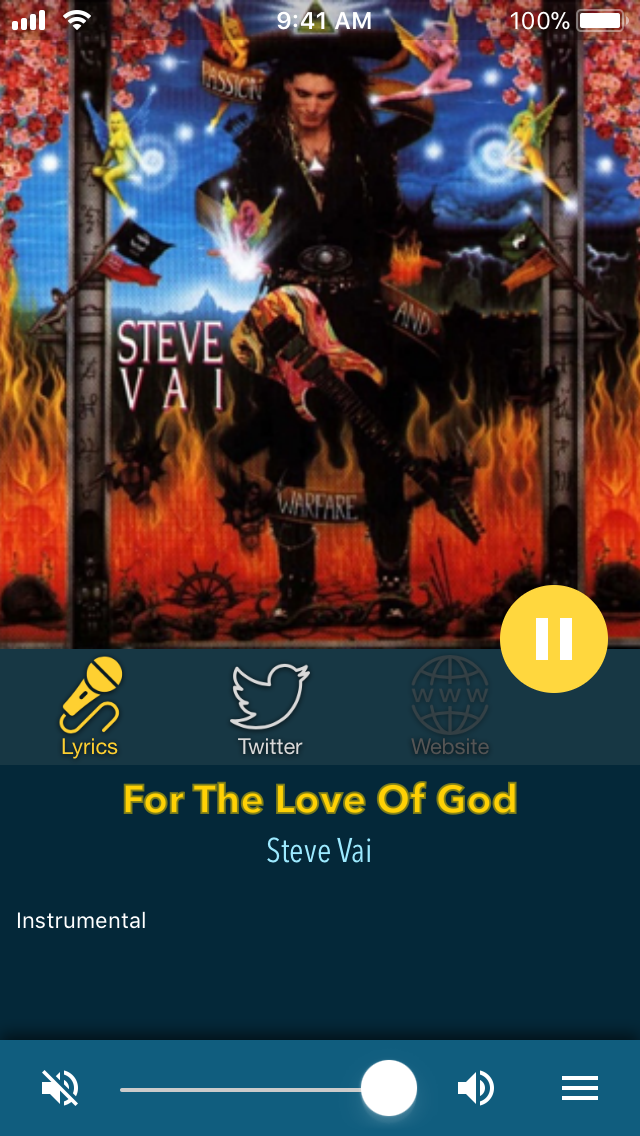 9:41 AM
100%
PASSION
AND
STEVE
VAI
WARFARE
Lyrics
Twitter
WWW
Website
For The Love Of God
Steve Vai
Instrumental